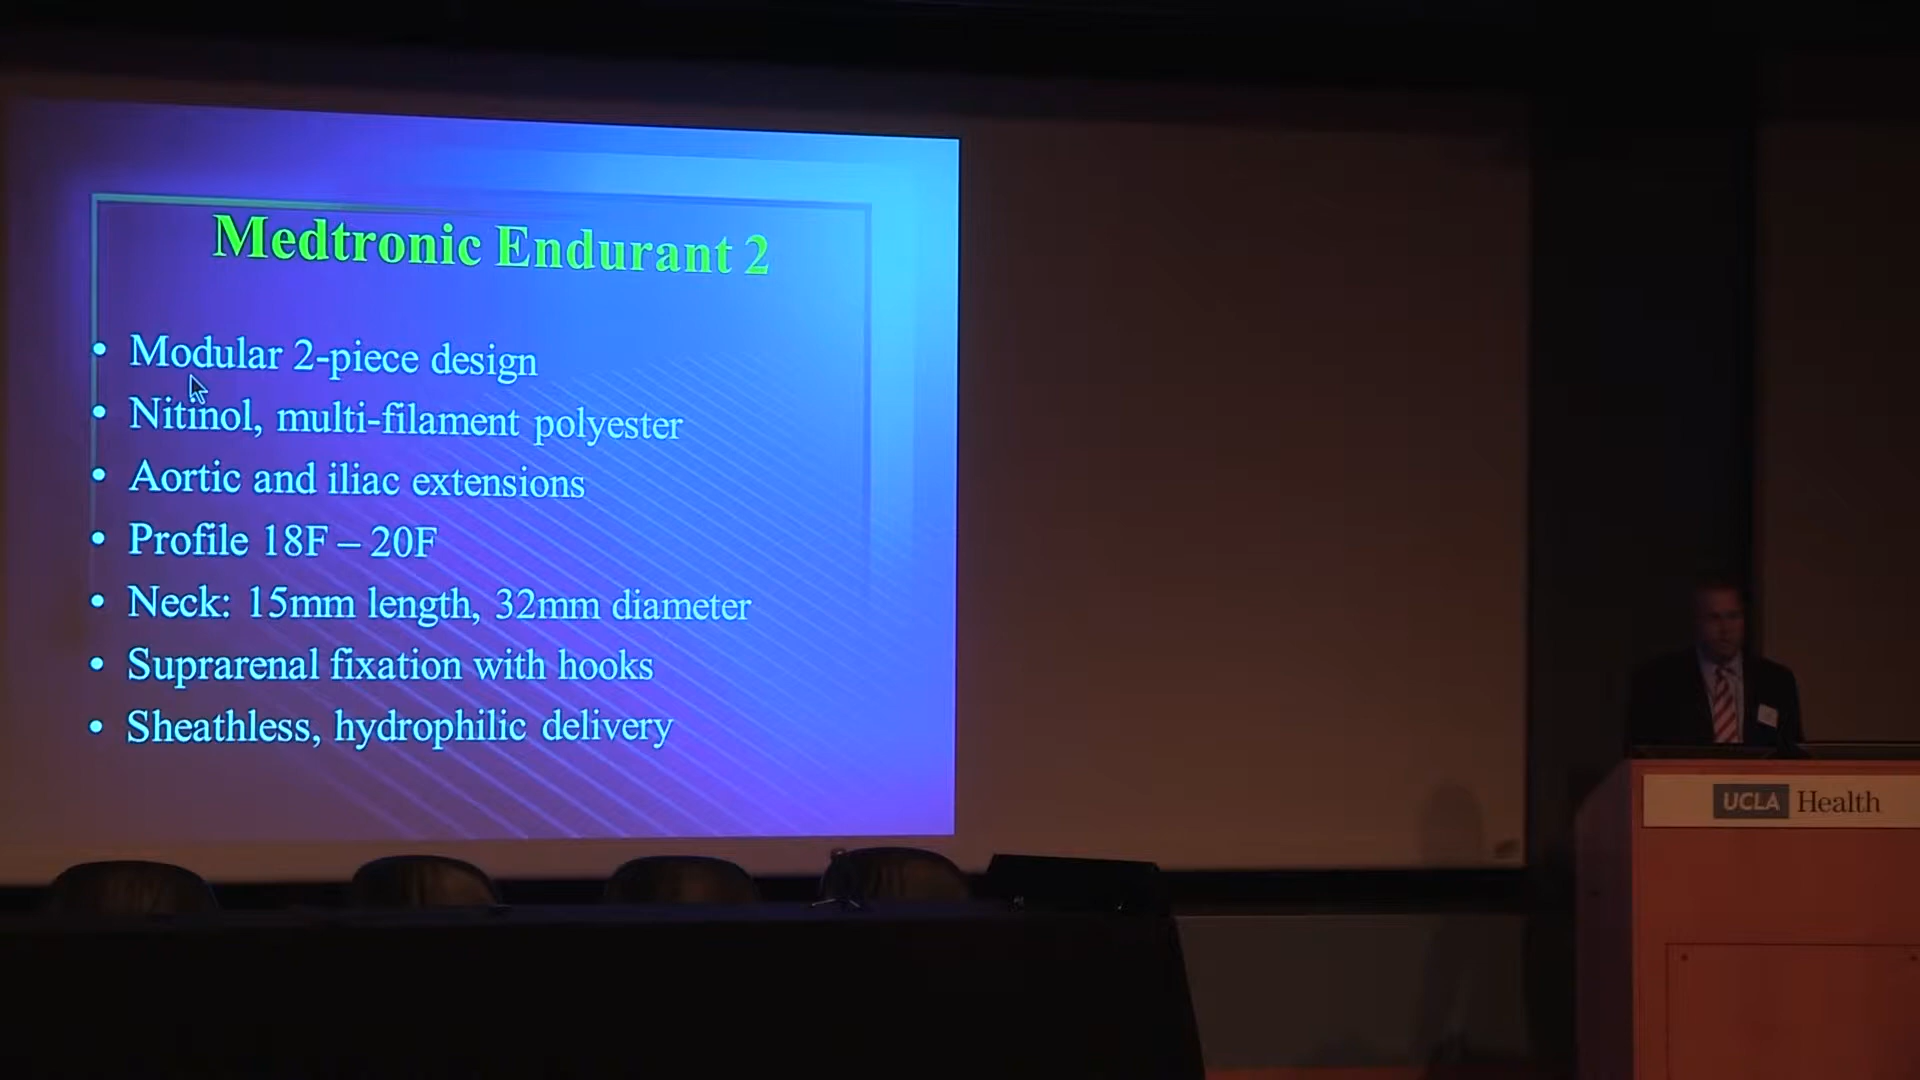 Medtronic Endurant 2
• Modular 2-piece design
• Nitinol, multi-filament polyester
• Aortic and iliac extensions
• Profile 18F – 20F
• Neck: 15mm length, 32mm diameter
• Suprarenal fixation with hooks
• Sheathless, hydrophilic delivery
UCLA Health